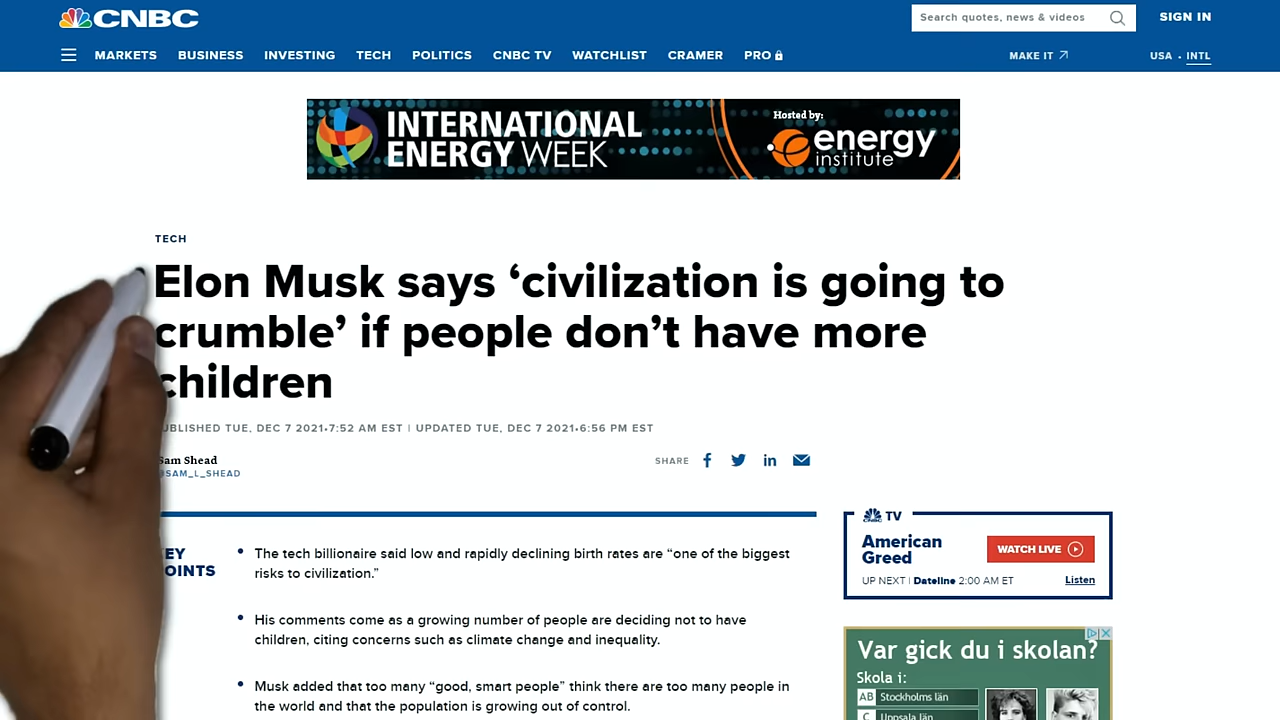 CNBC
Search quotes, news & videos
SIGN IN
MARKETS BUSINESS INVESTING TECH POLITICS CNBC TV WATCHLIST CRAMER PRO
MAKE IT
USA • INTL
INTERNATIONAL
ENERGY WEEK
Hosted by:
energy
institute
TECH
Elon Musk says ‘civilization is going to
crumble’ if people don’t have more
children
UBLISHED TUE, DEC 7 2021•7:52 AM EST | UPDATED TUE, DEC 7 2021•6:56 PM EST
Sam Shead
@SAM_L_SHEAD
SHARE
EY
OINTS
• The tech billionaire said low and rapidly declining birth rates are “one of the biggest
risks to civilization.”
• His comments come as a growing number of people are deciding not to have
children, citing concerns such as climate change and inequality.
• Musk added that too many “good, smart people” think there are too many people in
the world and that the population is growing out of control.
CNBC TV
American
Greed
WATCH LIVE
UP NEXT | Dateline 2:00 AM ET
Listen
Var gick du i skolan?
Skola i:
AB Stockholms län
C Uppsala län